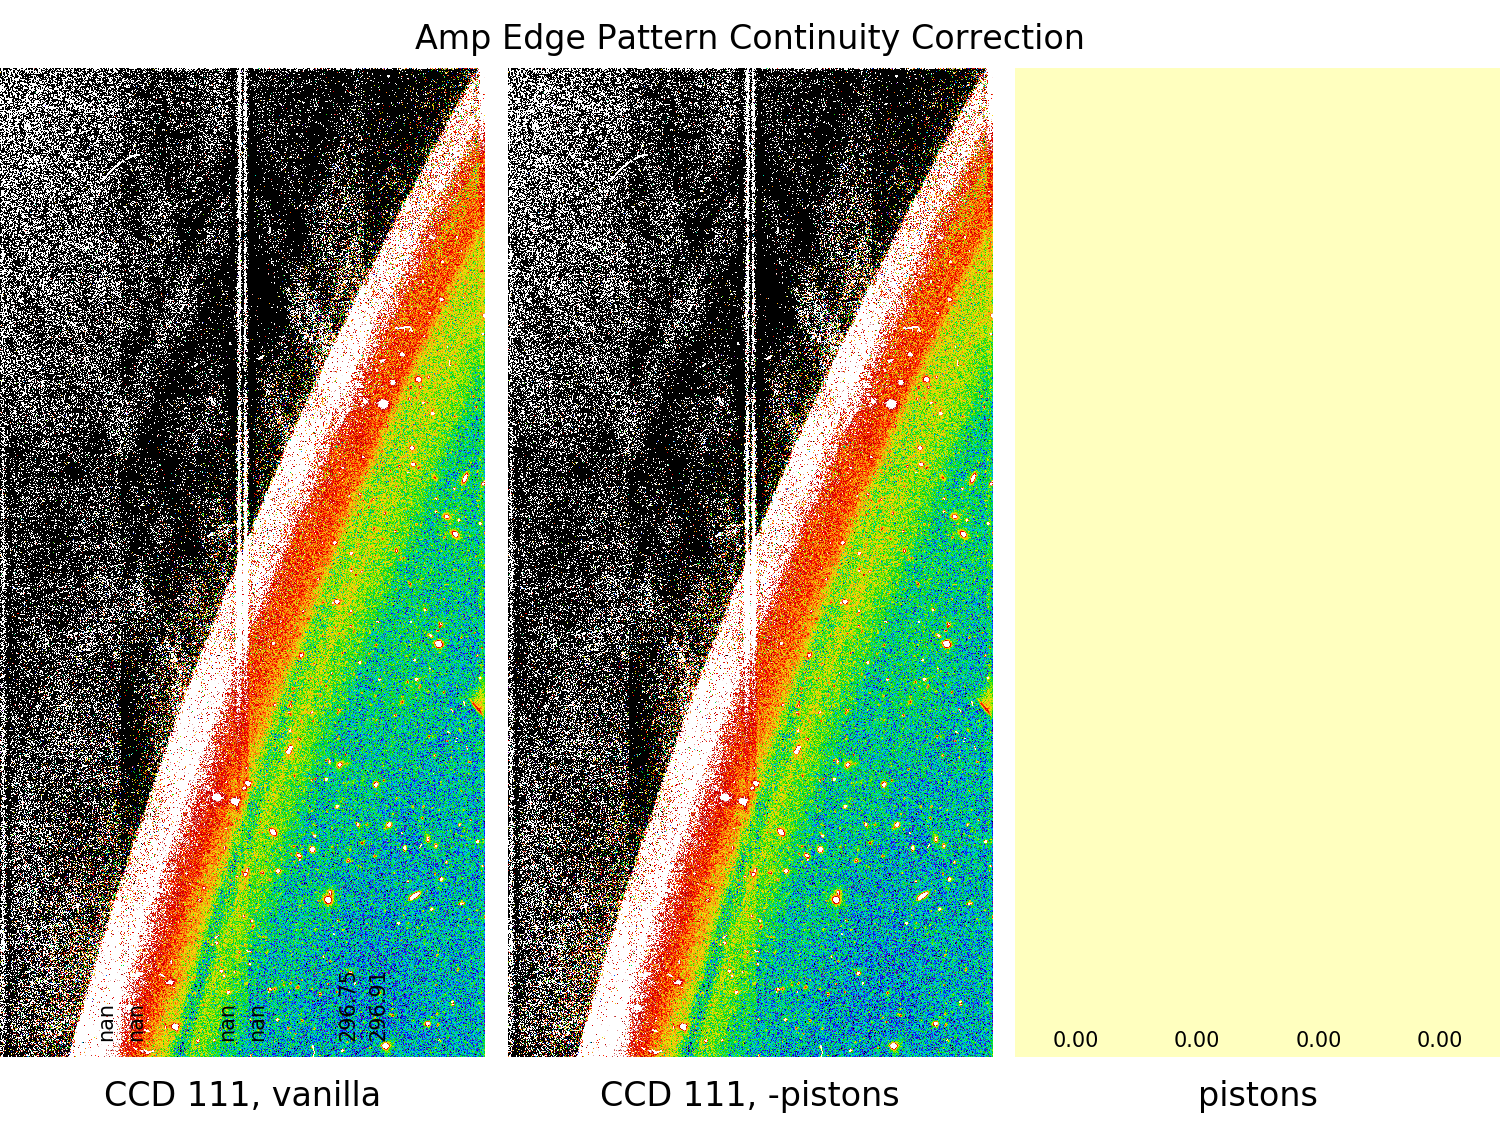 Amp Edge Pattern Continuity Correction
nan
nan
nan
nan
296.75
296.91
0.00 0.00 0.00 0.00
CCD 111, vanilla
CCD 111, -pistons
pistons